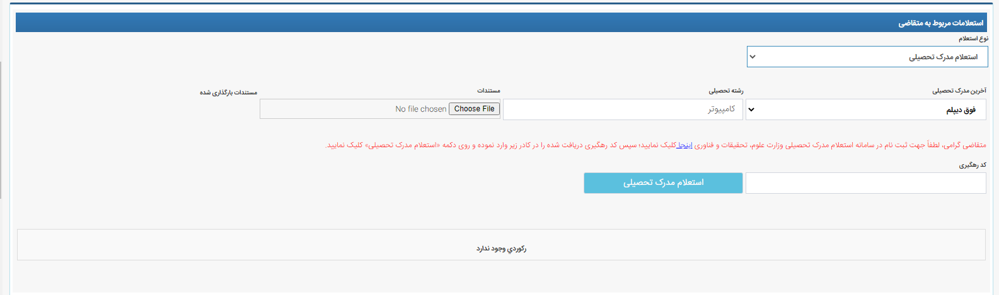 استعلامات مربوط به متقاضی
نوع استعلام
استعلام مدرک تحصیلی
آخرین مدرک تحصیلی
رشته تحصیلی
مستندات
مستندات بارگذاری شده
فوق دیپلم
کامپیوتر
Choose File No file chosen
متقاضی گرامی، لطفاً جهت ثبت نام در سامانه استعلام مدرک تحصیلی وزارت علوم، تحقیقات و فناوری اینجا کلیک نمایید؛ سپس کد رهگیری دریافت شده را در کادر زیر وارد نموده و روی دکمه «استعلام مدرک تحصیلی» کلیک نمایید.
کد رهگیری
استعلام مدرک تحصیلی
رکوردي وجود ندارد